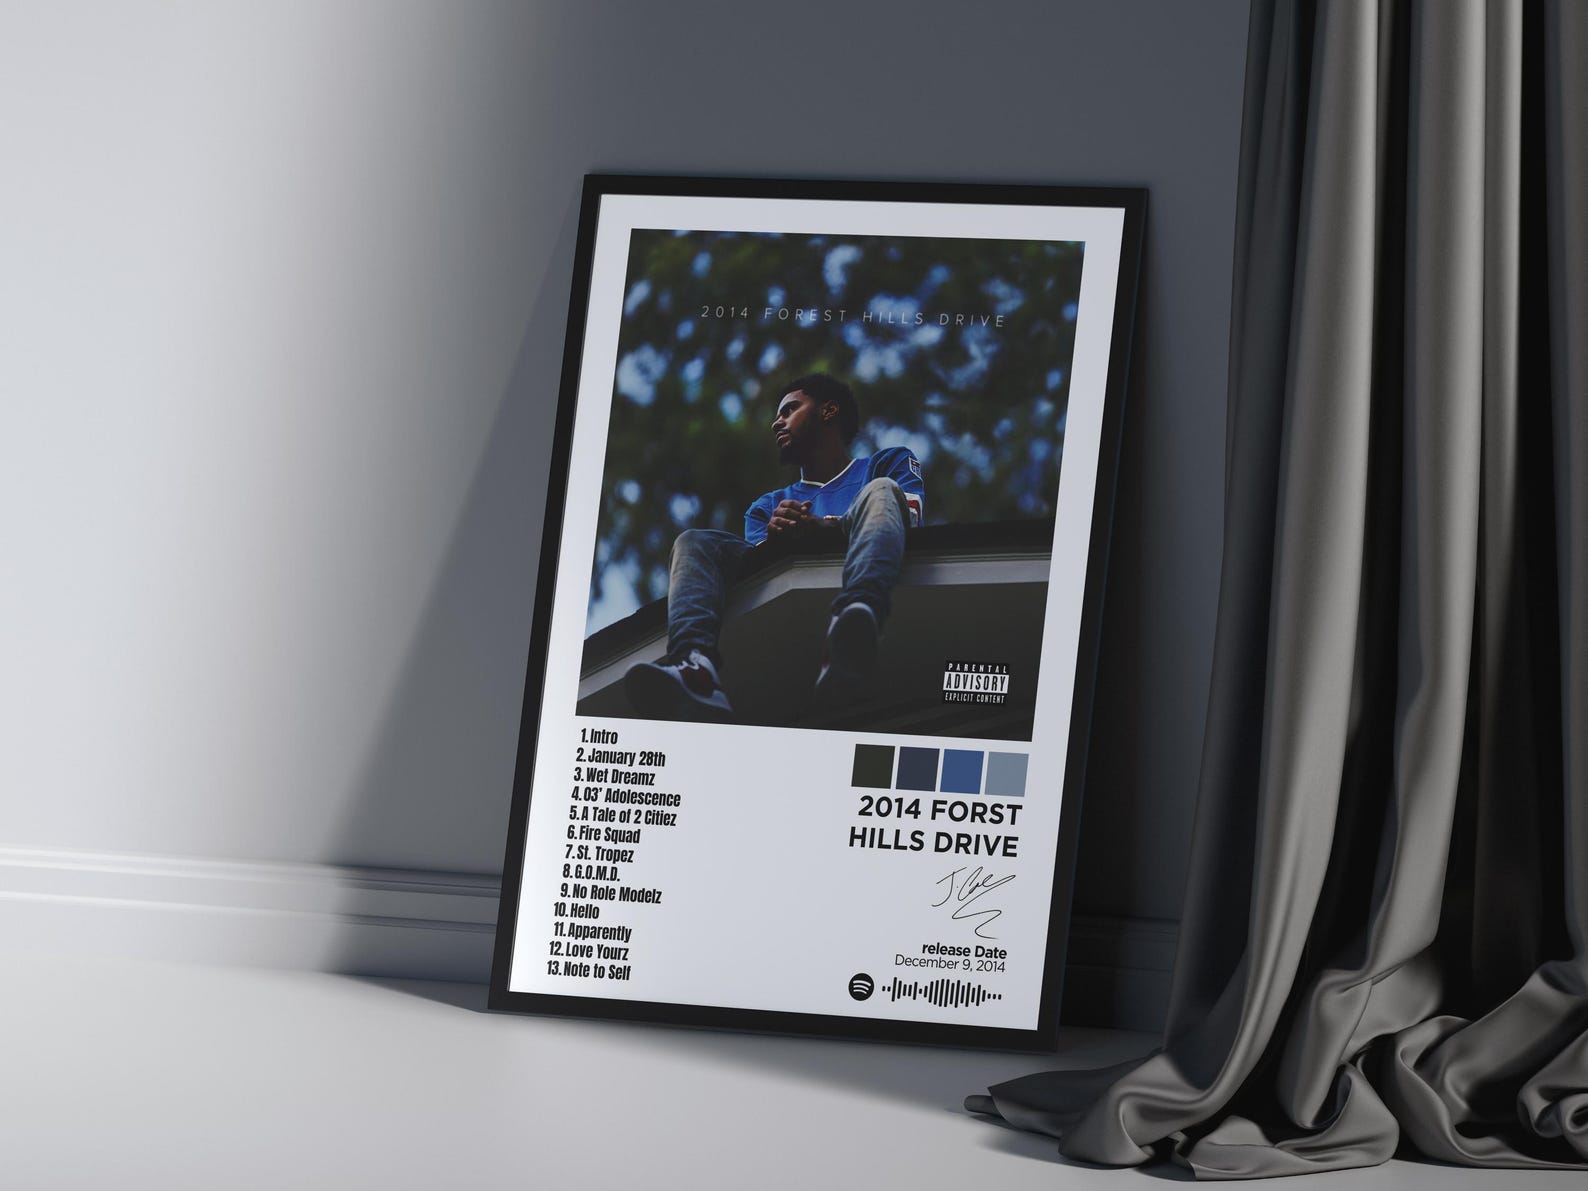 2014 FOREST HILLS DRIVE
PARENTAL
ADVISORY
EXPLICIT CONTENT
1. Intro
2. January 28th
3. Wet Dreamz
4. 03' Adolescence
5. A Tale of 2 Citiez
6. Fire Squad
7. St. Tropez
8. G.O.M.D.
9. No Role Modelz
10. Hello
11. Apparently
12. Love Yourz
13. Note to Self
2014 FORST
HILLS DRIVE
J. Cole
release Date
December 9, 2014